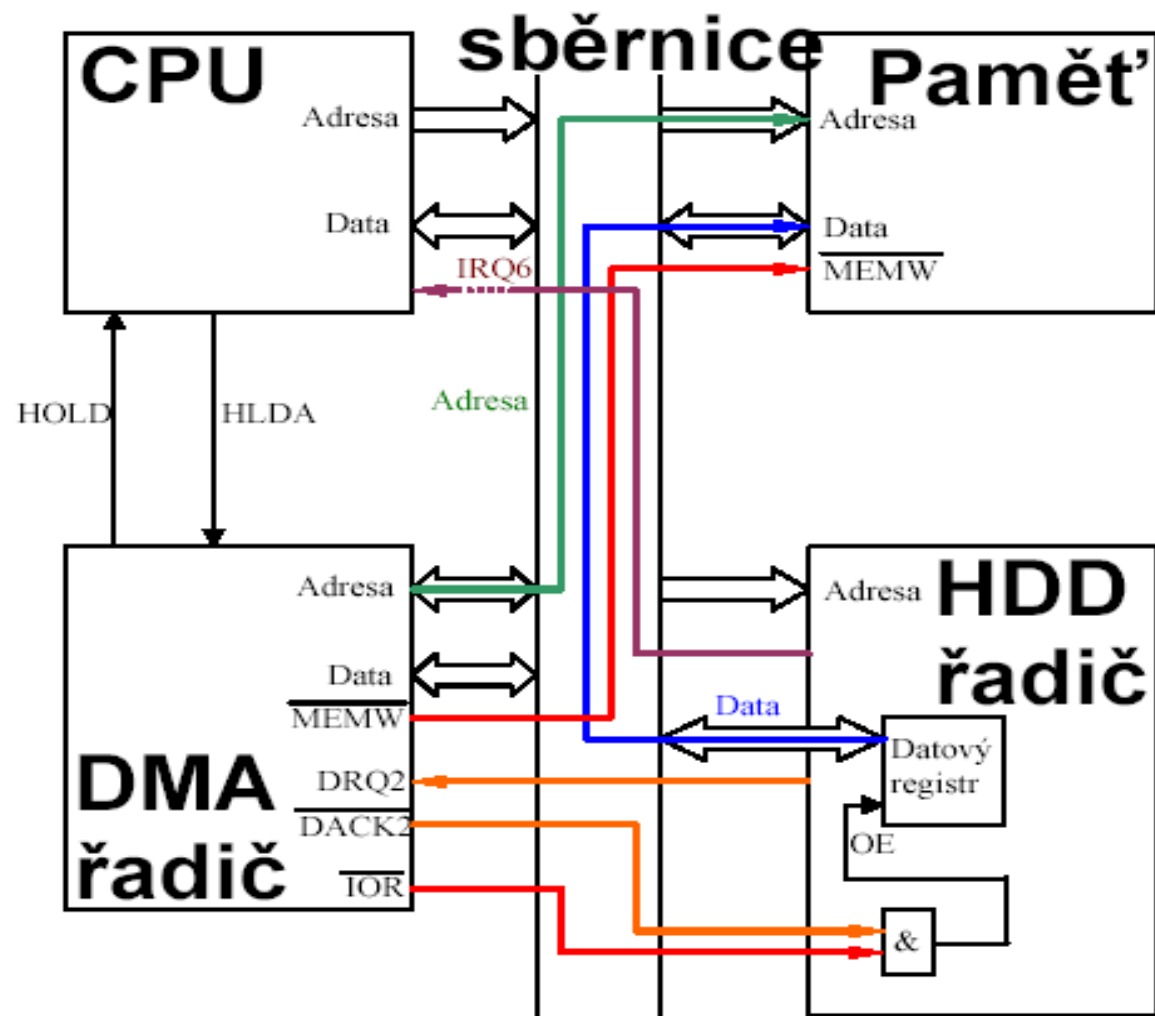 sběrnice
CPU
Paměť
Adresa
Adresa
Data
Data
IRQ6
MEMW
HOLD
HLDA
Adresa
Adresa
Adresa
HDD
řadič
Data
MEMW
Data
DMA
řadič
DRQ2
DACK2
IOR
Datový
registr
OE
&